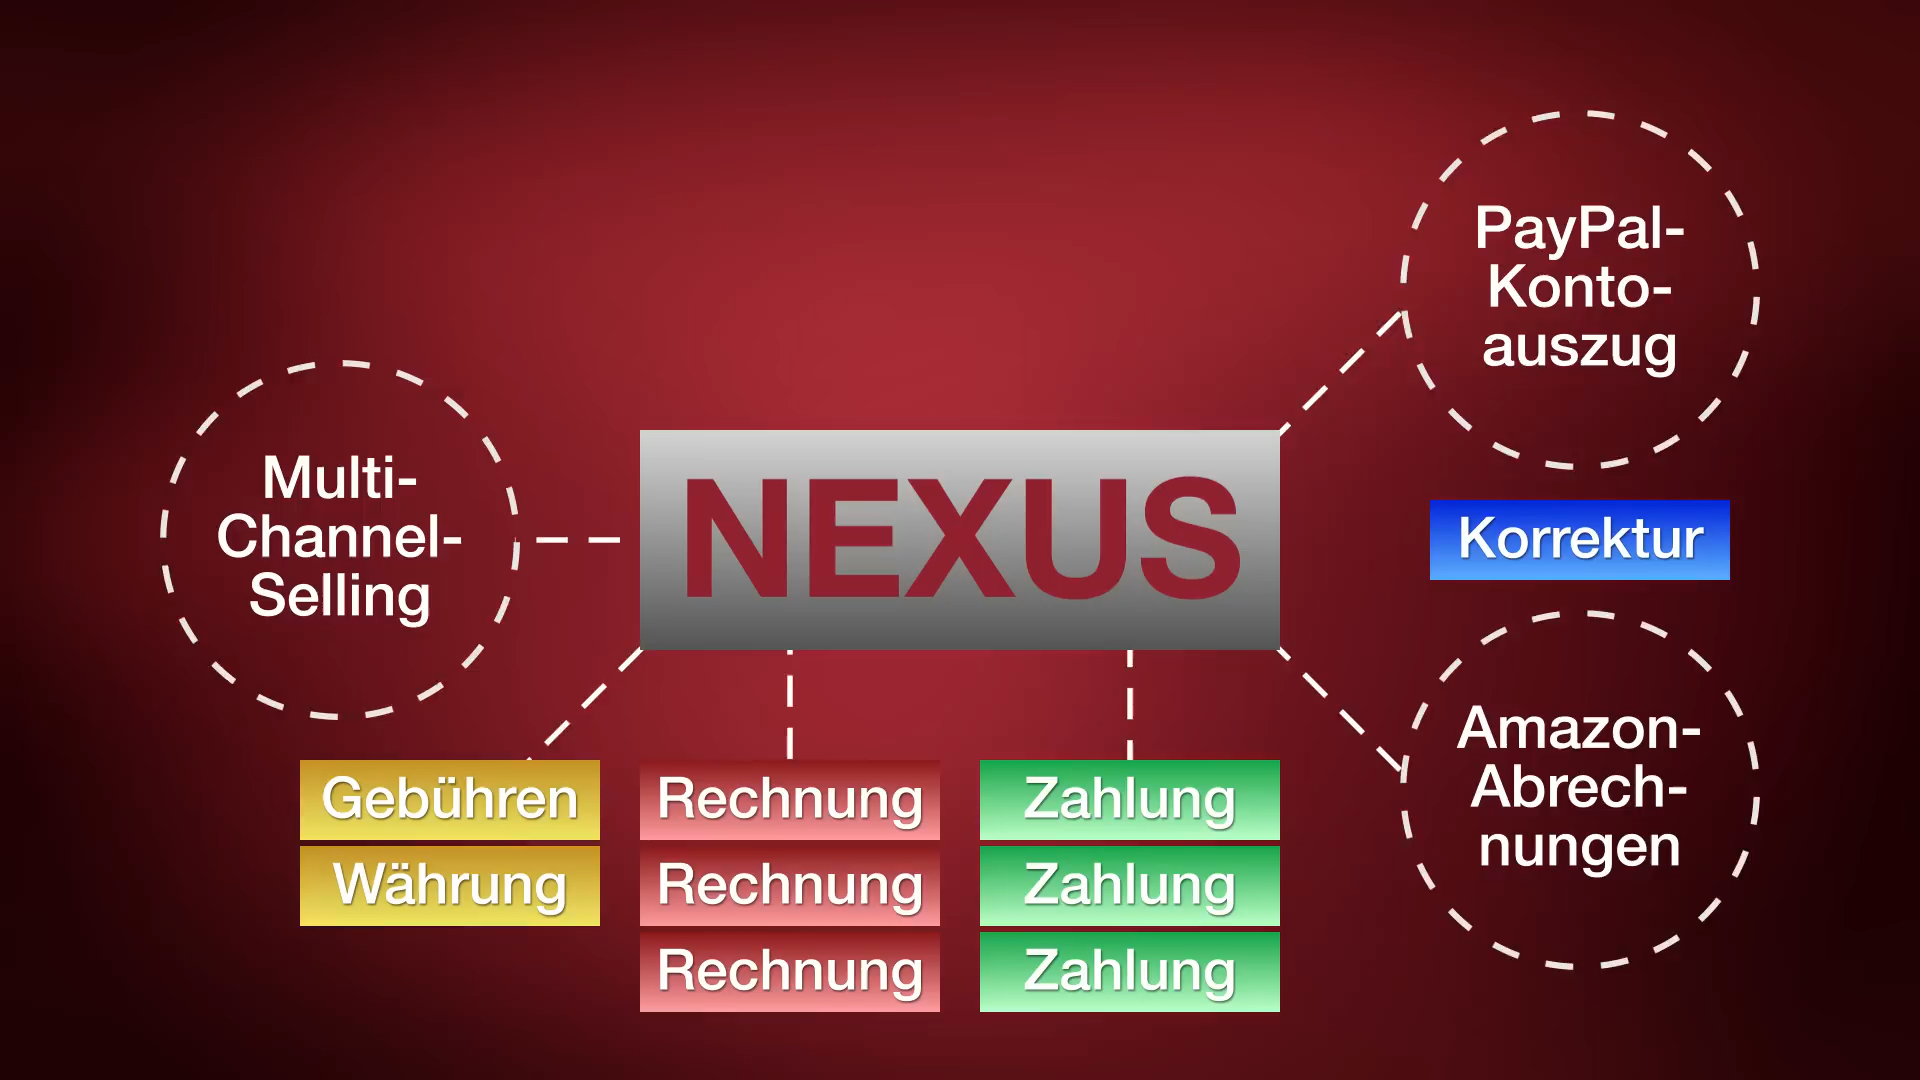 Multi-
Channel-
Selling
NEXUS
PayPal-
Konto-
auszug
Korrektur
Amazon-
Abrech-
nungen
Gebühren
Währung
Rechnung
Rechnung
Rechnung
Zahlung
Zahlung
Zahlung